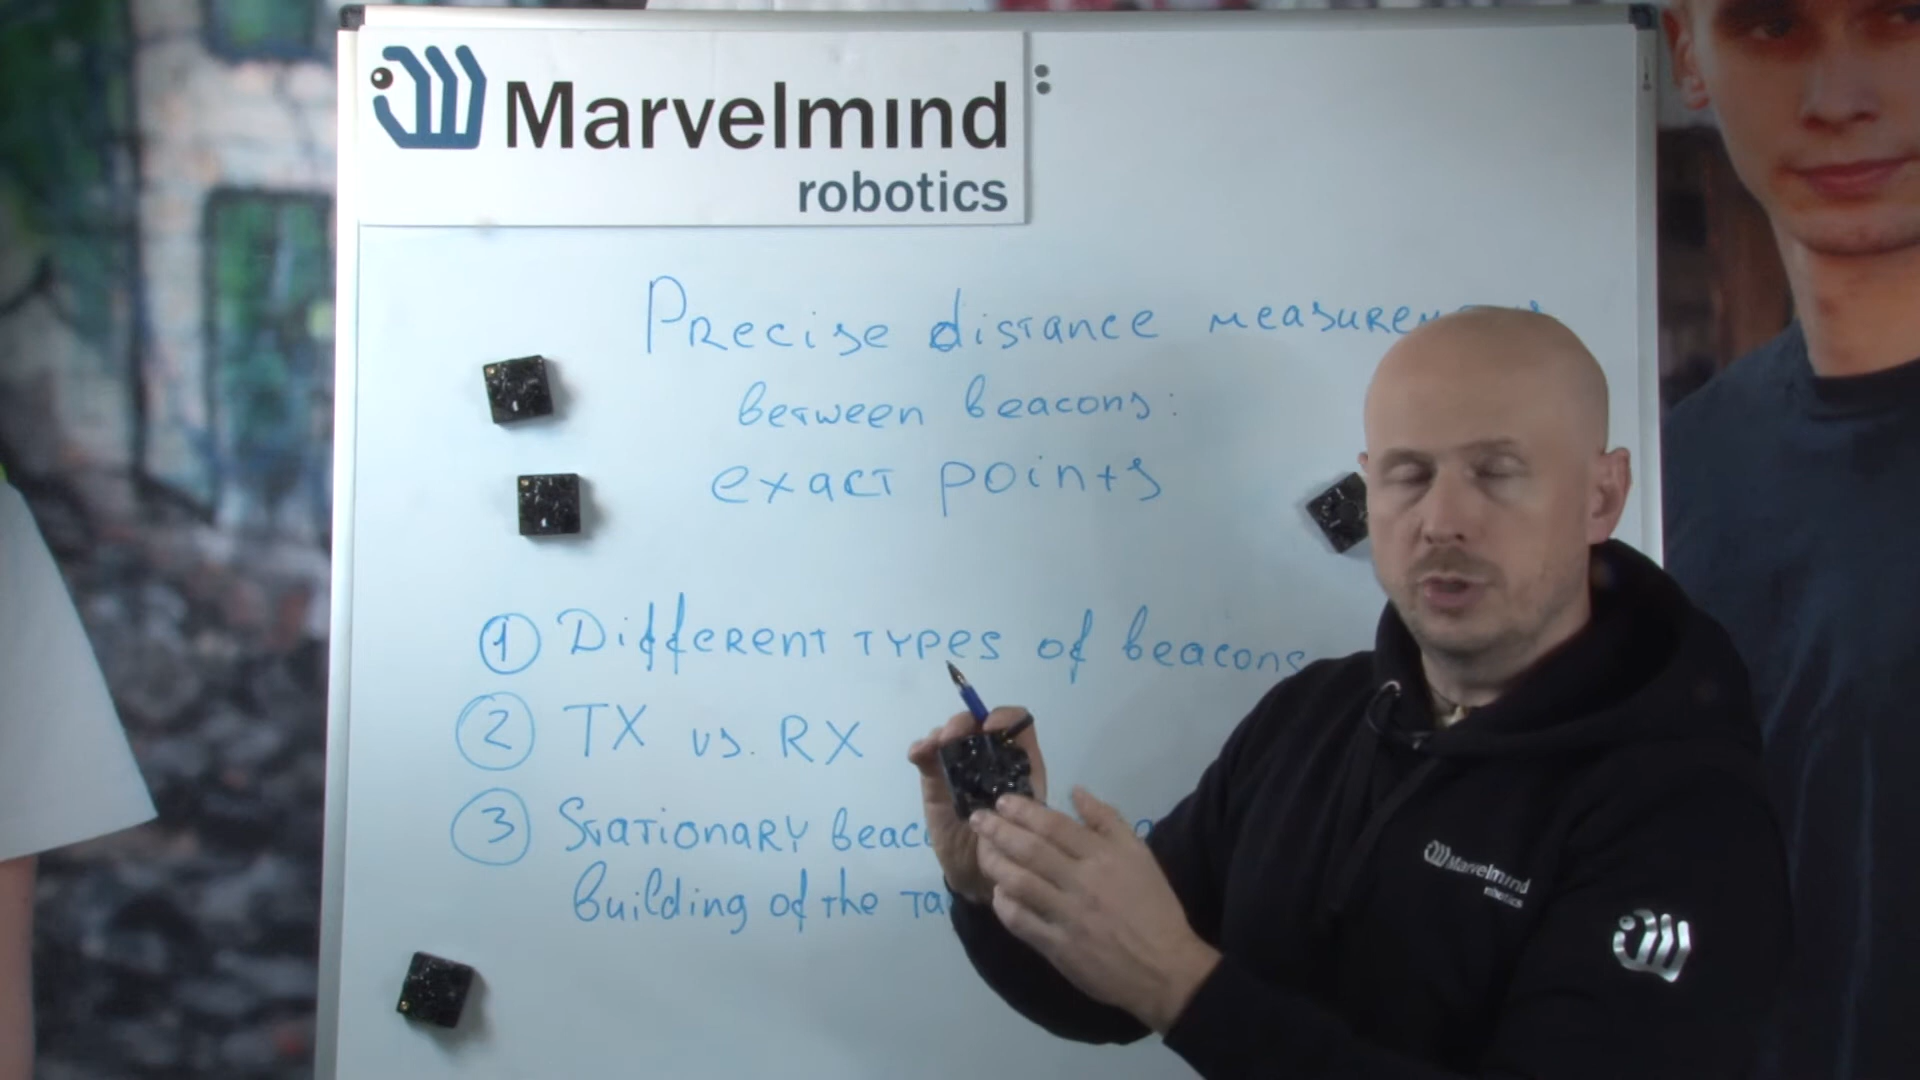 Marvelmind
robotics
Precise distance
between beacons:
exact points
1 Different types of beacons
2 TX vs. RX
3 Stationary
building of the
Marvelmind
robotics